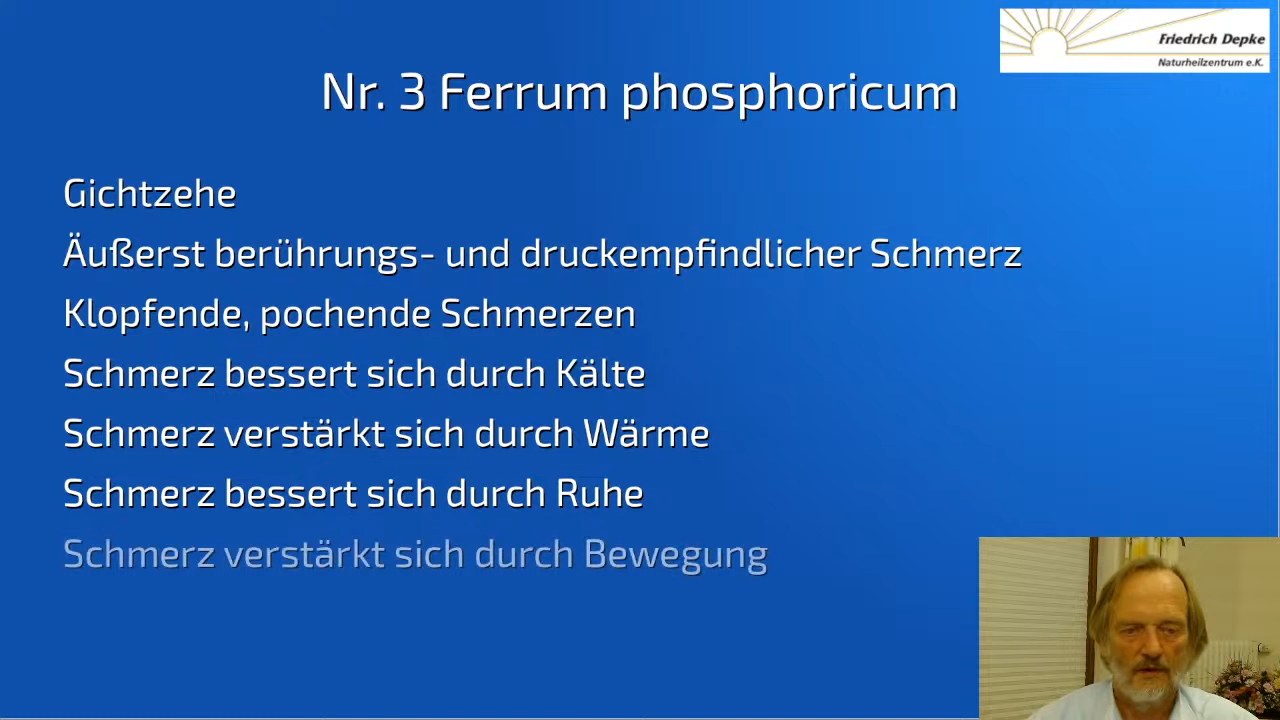 Friedrich Depke
Naturheilzentrum e.K.
Nr. 3 Ferrum phosphoricum
Gichtzehe
Äußerst berührungs- und druckempfindlicher Schmerz
Klopfende, pochende Schmerzen
Schmerz bessert sich durch Kälte
Schmerz verstärkt sich durch Wärme
Schmerz bessert sich durch Ruhe
Schmerz verstärkt sich durch Bewegung